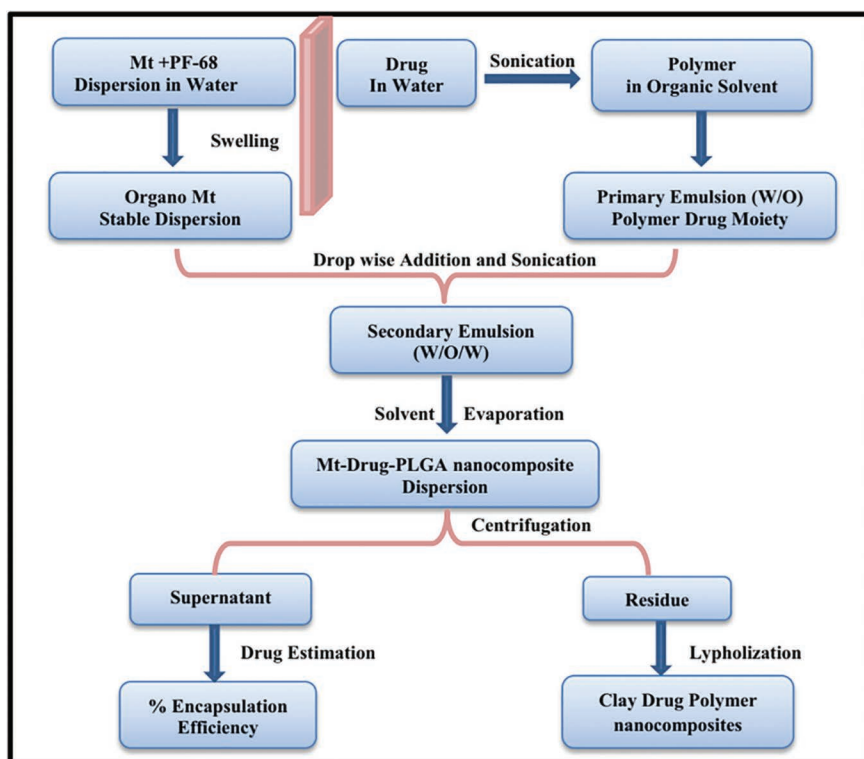 Mt +PF-68
Dispersion in Water
Drug
In Water
Sonication
Polymer
in Organic Solvent
Swelling
Organo Mt
Stable Dispersion
Primary Emulsion (W/O)
Polymer Drug Moiety
Drop wise Addition and Sonication
Secondary Emulsion
(W/O/W)
Solvent Evaporation
Mt-Drug-PLGA nanocomposite
Dispersion
Centrifugation
Supernatant
Residue
Drug Estimation
Lypholization
% Encapsulation
Efficiency
Clay Drug Polymer
nanocomposites